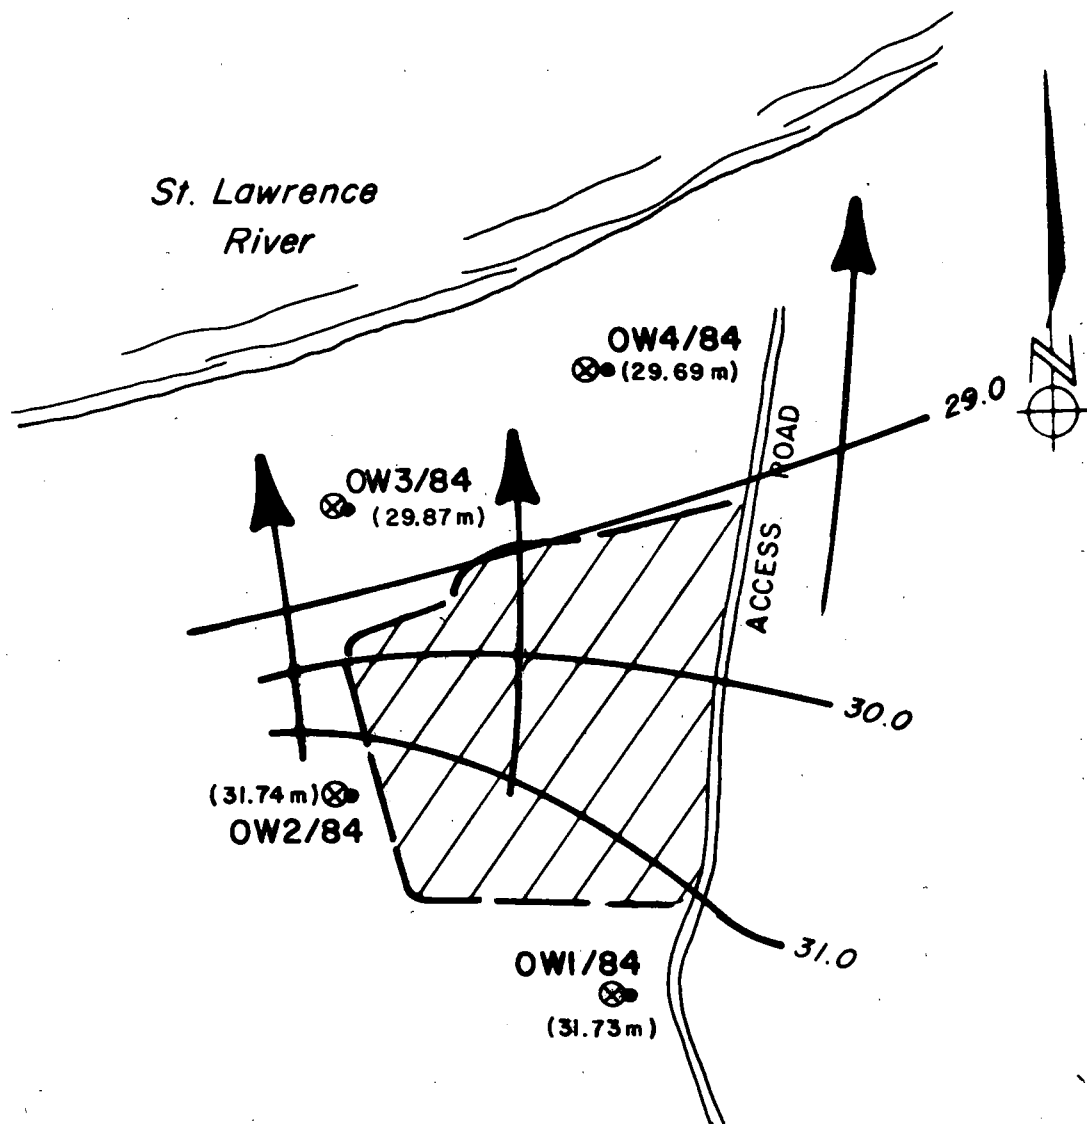 St. Lawrence
River
OW4/84
(29.69 m)
N
29.0
ACCESS ROAD
OW3/84
(29.87 m)
30.0
(31.74 m)
OW2/84
31.0
OW1/84
(31.73 m)